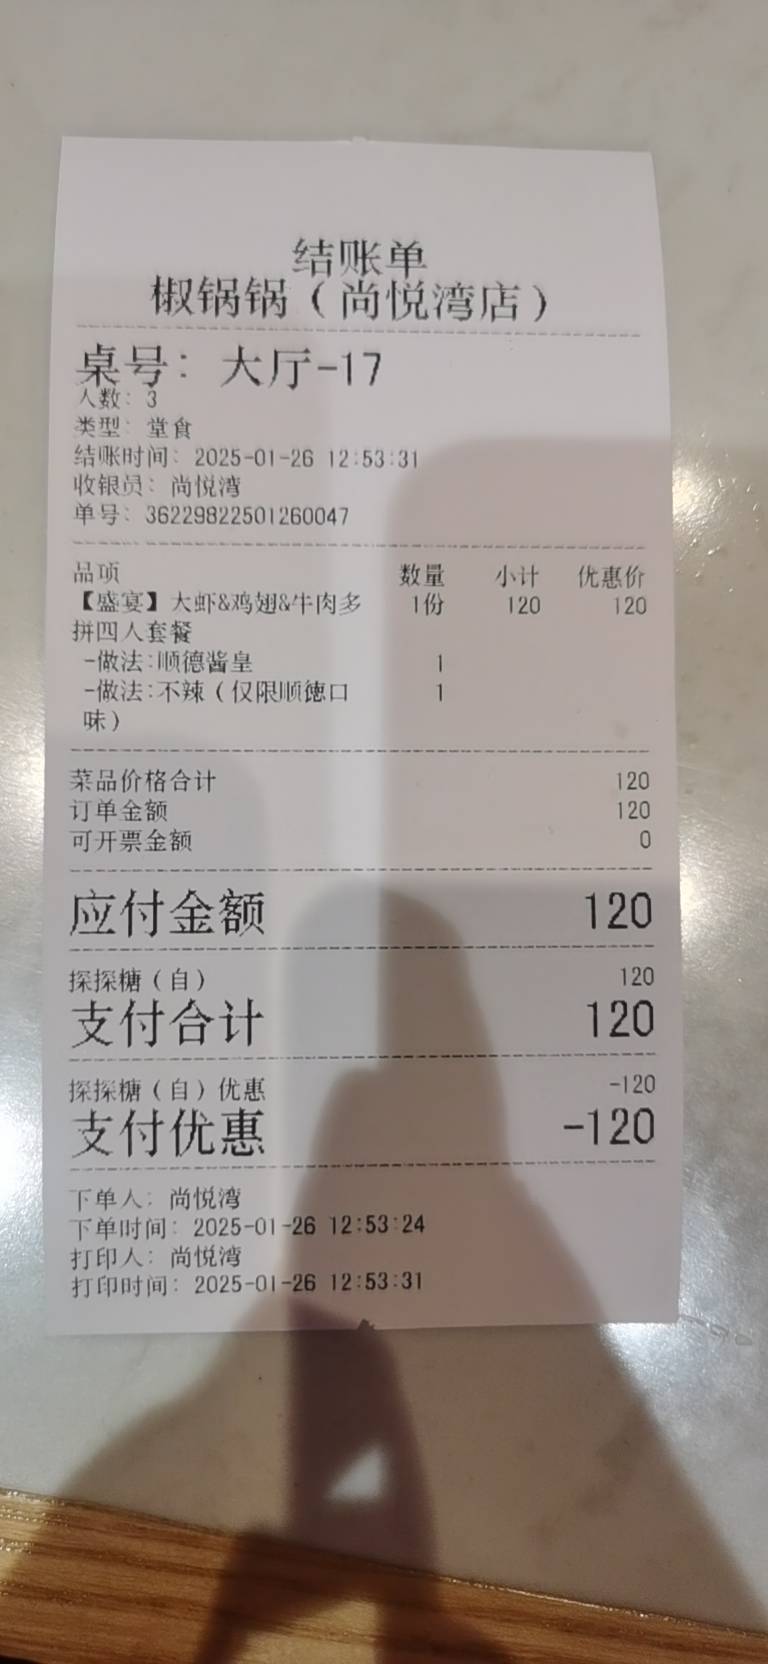 结账单
椒锅锅（尚悦湾店）
桌号：大厅-17
人数：3
类型：堂食
结账时间：2025-01-26 12:53:31
收银员：尚悦湾
单号：36229822501260047
品项 数量 小计 优惠价
【盛宴】大虾&鸡翅&牛肉多 1份 120 120
拼四人套餐
-做法:顺德酱皇 1
-做法:不辣（仅限顺德口 1
味）
菜品价格合计 120
订单金额 120
可开票金额 0
应付金额 120
探探糖（自） 120
支付合计 120
探探糖（自）优惠 -120
支付优惠 -120
下单人：尚悦湾
下单时间：2025-01-26 12:53:24
打印人：尚悦湾
打印时间：2025-01-26 12:53:31